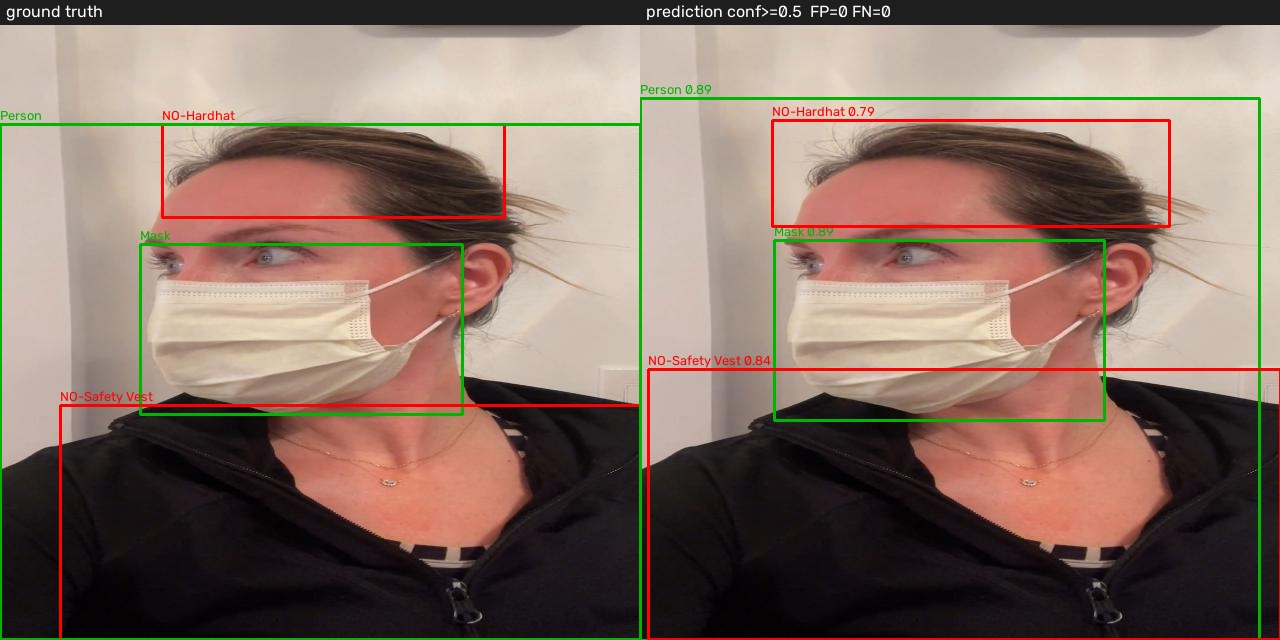 ground truth
prediction conf>=0.5 FP=0 FN=0
Person
NO-Hardhat
Mask
NO-Safety Vest
Person 0.89
NO-Hardhat 0.79
Mask 0.89
NO-Safety Vest 0.84